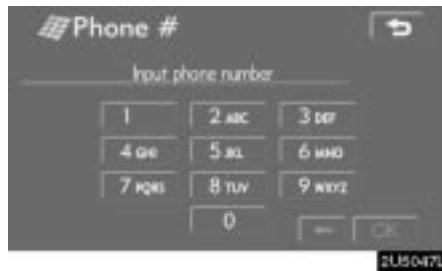 Phone #
Input phone number
1 2 ABC 3 DEF
4 GHI 5 JKL 6 MNO
7 PQRS 8 TUV 9 WXYZ
0 ← OK
2US047L